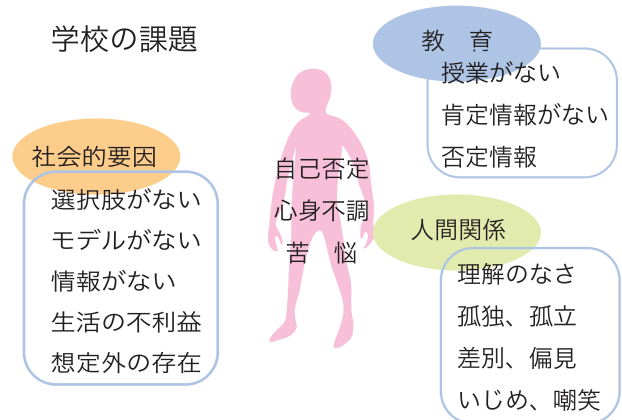 学校の課題
社会的要因
選択肢がない
モデルがない
情報がない
生活の不利益
想定外の存在
自己否定
心身不調
苦　悩
教　育
授業がない
肯定情報がない
否定情報
人間関係
理解のなさ
孤独、孤立
差別、偏見
いじめ、嘲笑